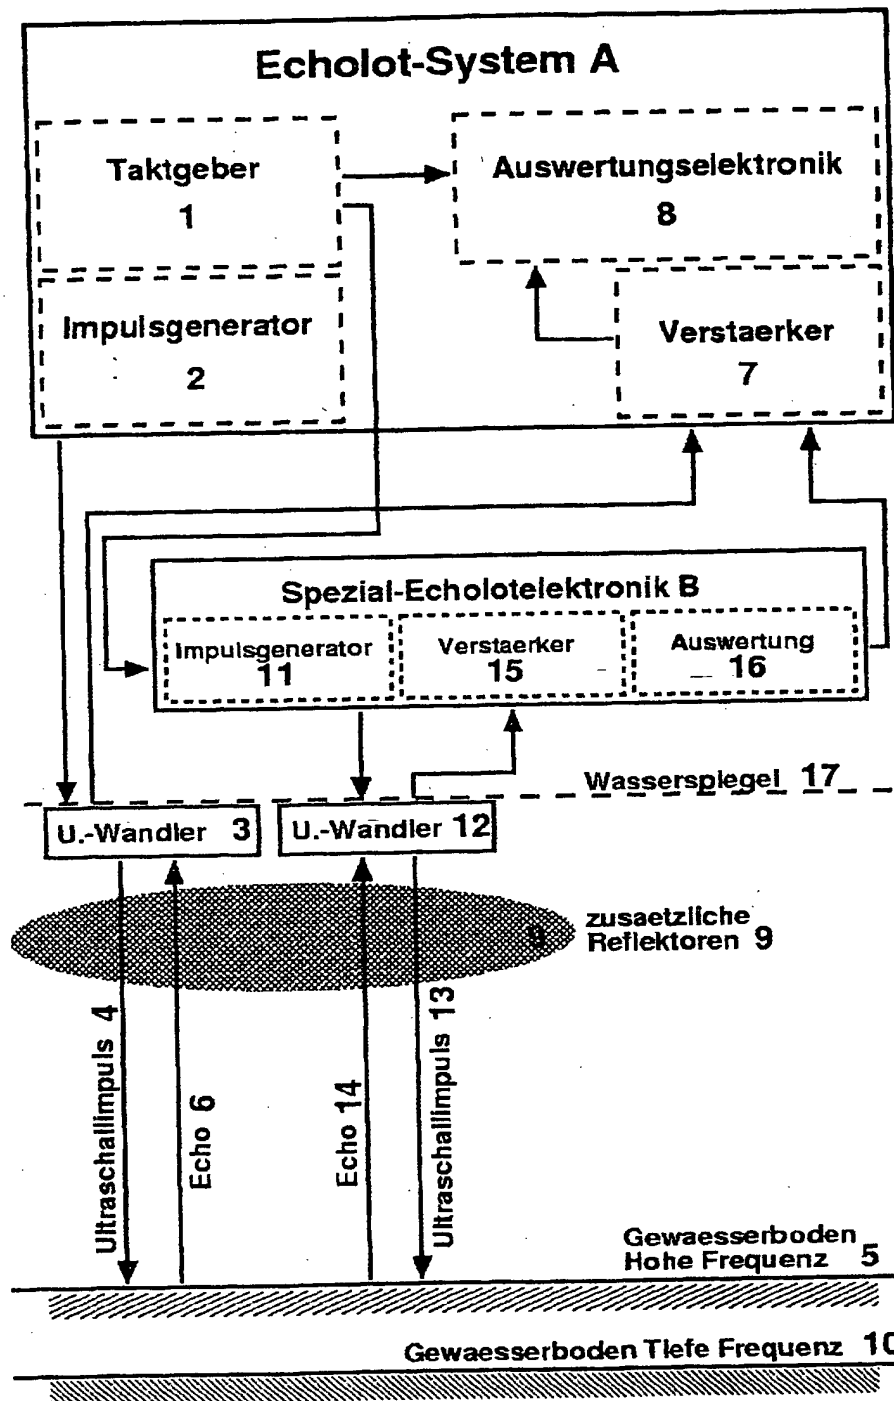 Echolot-System A
Taktgeber
1
Auswertungselektronik
8
Impulsgenerator
2
Verstaerker
7
Spezial-Echolotelektronik B
Impulsgenerator
11
Verstaerker
15
Auswertung
16
Wasserspiegel 17
U.-Wandler 3
U.-Wandler 12
9
zusaetzliche
Reflektoren 9
Ultraschallimpuls 4
Echo 6
Echo 14
Ultraschallimpuls 13
Gewaesserboden
Hohe Frequenz 5
Gewaesserboden Tiefe Frequenz 10